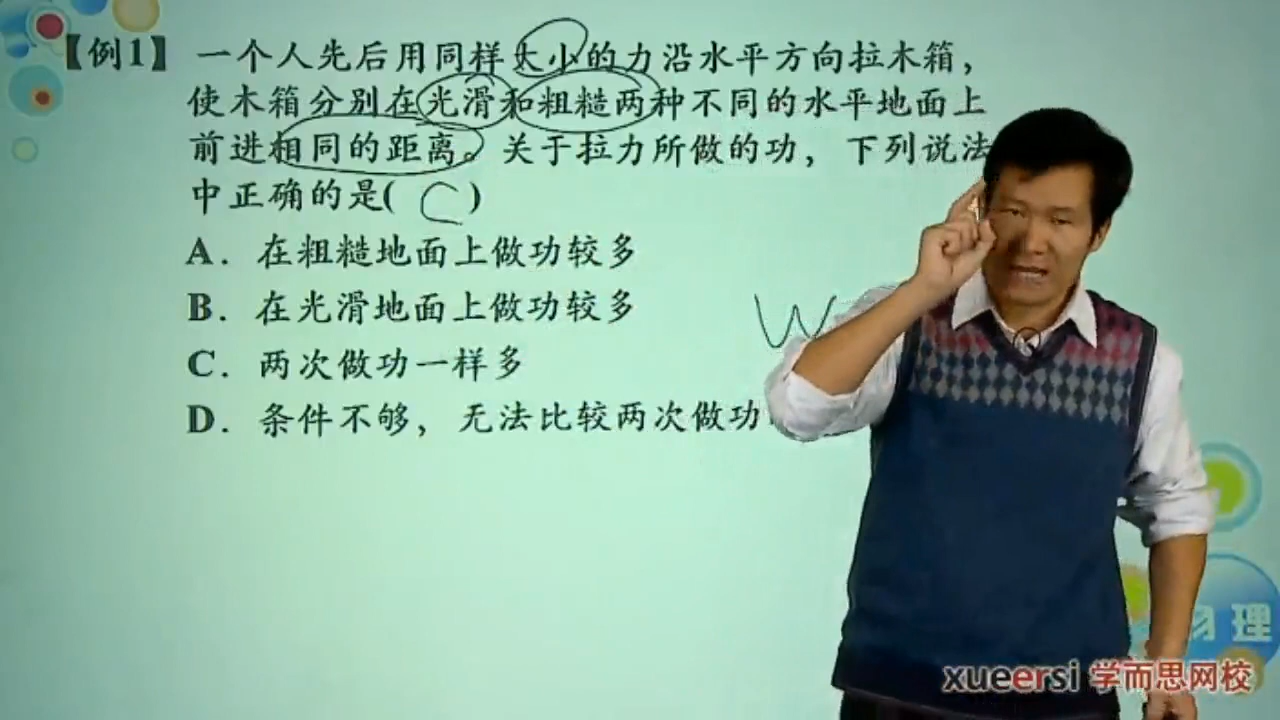 【例1】 一个人先后用同样大小的力沿水平方向拉木箱，
使木箱分别在光滑和粗糙两种不同的水平地面上
前进相同的距离。关于拉力所做的功，下列说法
中正确的是( C )
A. 在粗糙地面上做功较多
B. 在光滑地面上做功较多
W
C. 两次做功一样多
D. 条件不够，无法比较两次做功
物理
xueersi 学而思网校